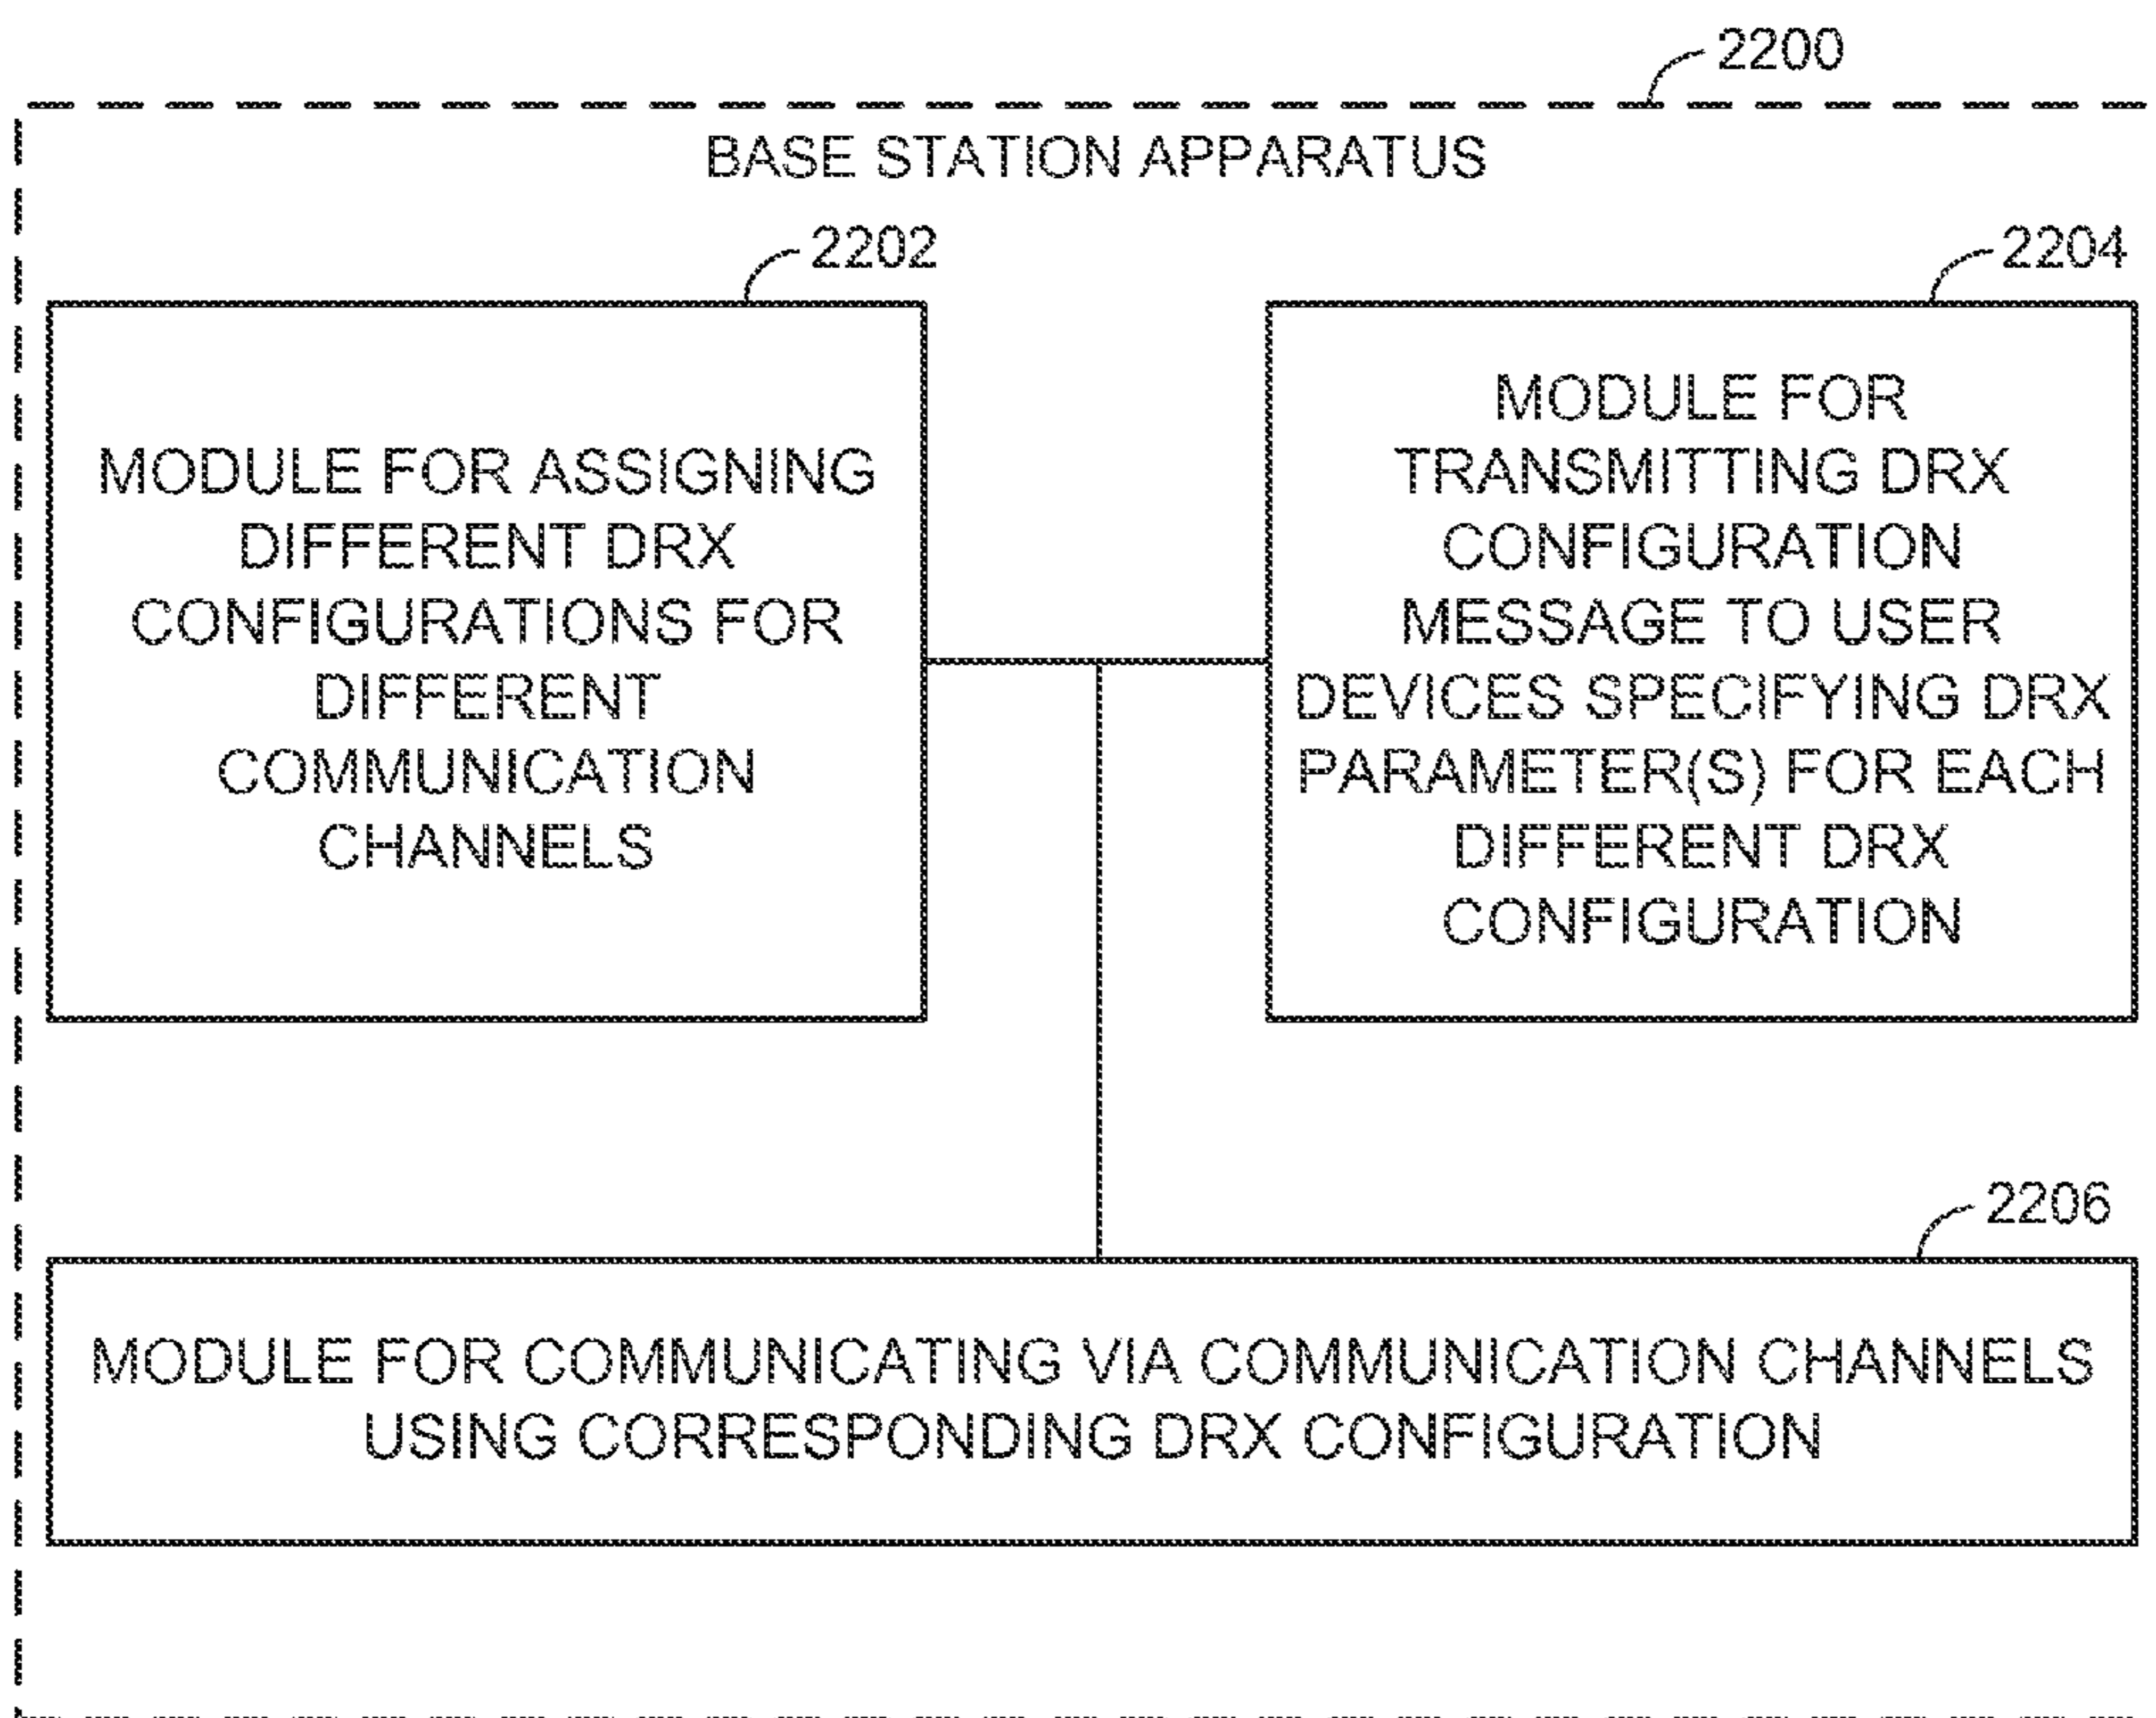 2200
BASE STATION APPARATUS
2202
MODULE FOR ASSIGNING
DIFFERENT DRX
CONFIGURATIONS FOR
DIFFERENT
COMMUNICATION
CHANNELS
2204
MODULE FOR
TRANSMITTING DRX
CONFIGURATION
MESSAGE TO USER
DEVICES SPECIFYING DRX
PARAMETER(S) FOR EACH
DIFFERENT DRX
CONFIGURATION
2206
MODULE FOR COMMUNICATING VIA COMMUNICATION CHANNELS
USING CORRESPONDING DRX CONFIGURATION